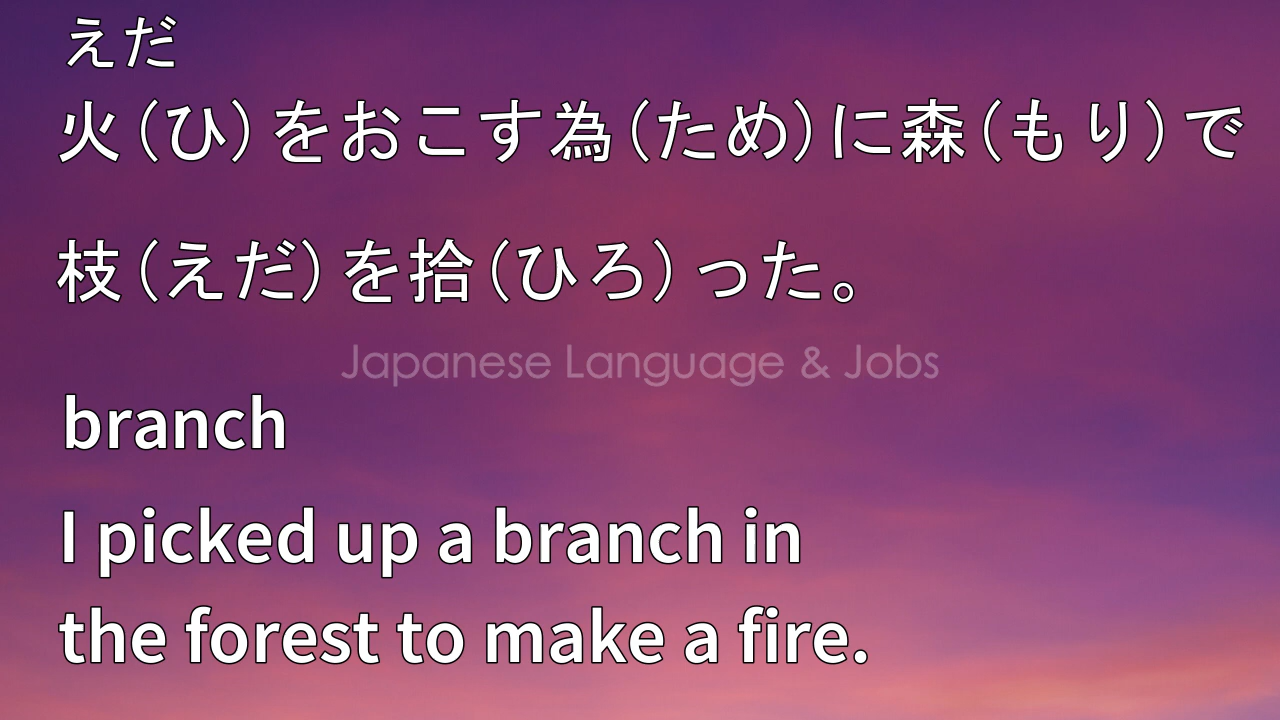 えだ
火（ひ）をおこす為（ため）に森（もり）で
枝（えだ）を拾（ひろ）った。
Japanese Language & Jobs
branch
I picked up a branch in
the forest to make a fire.